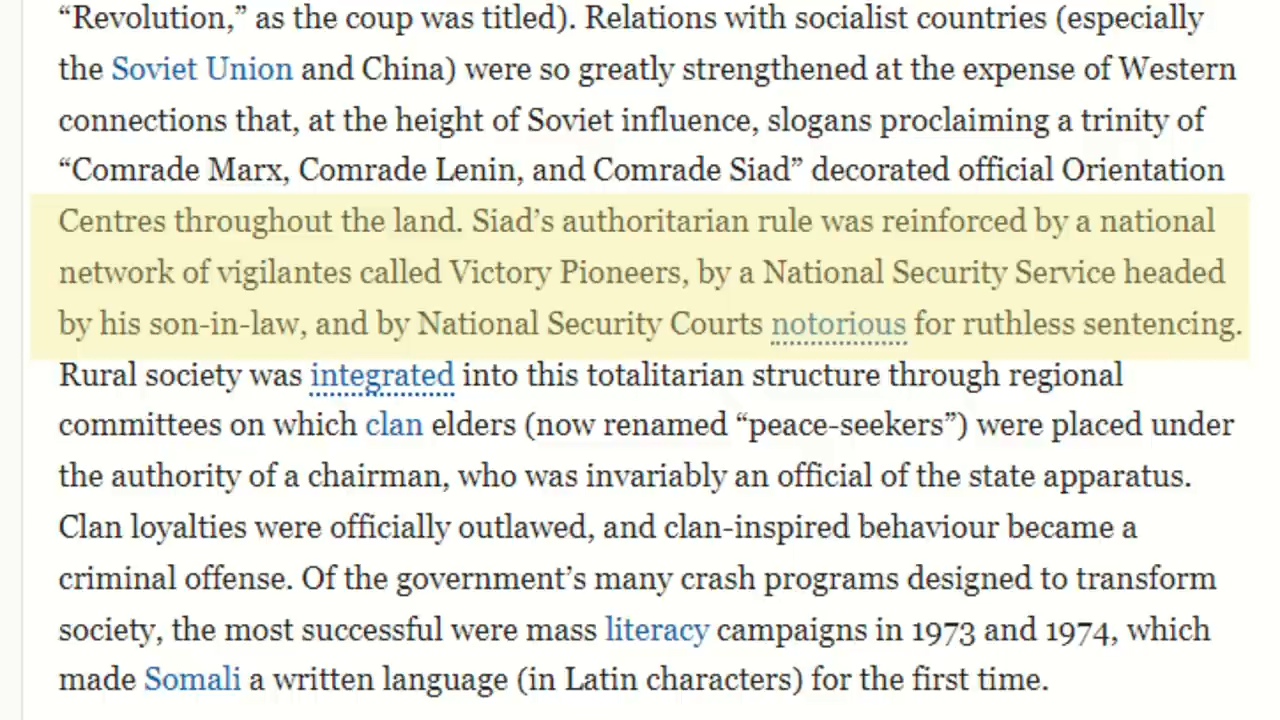 “Revolution,” as the coup was titled). Relations with socialist countries (especially
the Soviet Union and China) were so greatly strengthened at the expense of Western
connections that, at the height of Soviet influence, slogans proclaiming a trinity of
“Comrade Marx, Comrade Lenin, and Comrade Siad” decorated official Orientation
Centres throughout the land. Siad’s authoritarian rule was reinforced by a national
network of vigilantes called Victory Pioneers, by a National Security Service headed
by his son-in-law, and by National Security Courts notorious for ruthless sentencing.
Rural society was integrated into this totalitarian structure through regional
committees on which clan elders (now renamed “peace-seekers”) were placed under
the authority of a chairman, who was invariably an official of the state apparatus.
Clan loyalties were officially outlawed, and clan-inspired behaviour became a
criminal offense. Of the government’s many crash programs designed to transform
society, the most successful were mass literacy campaigns in 1973 and 1974, which
made Somali a written language (in Latin characters) for the first time.